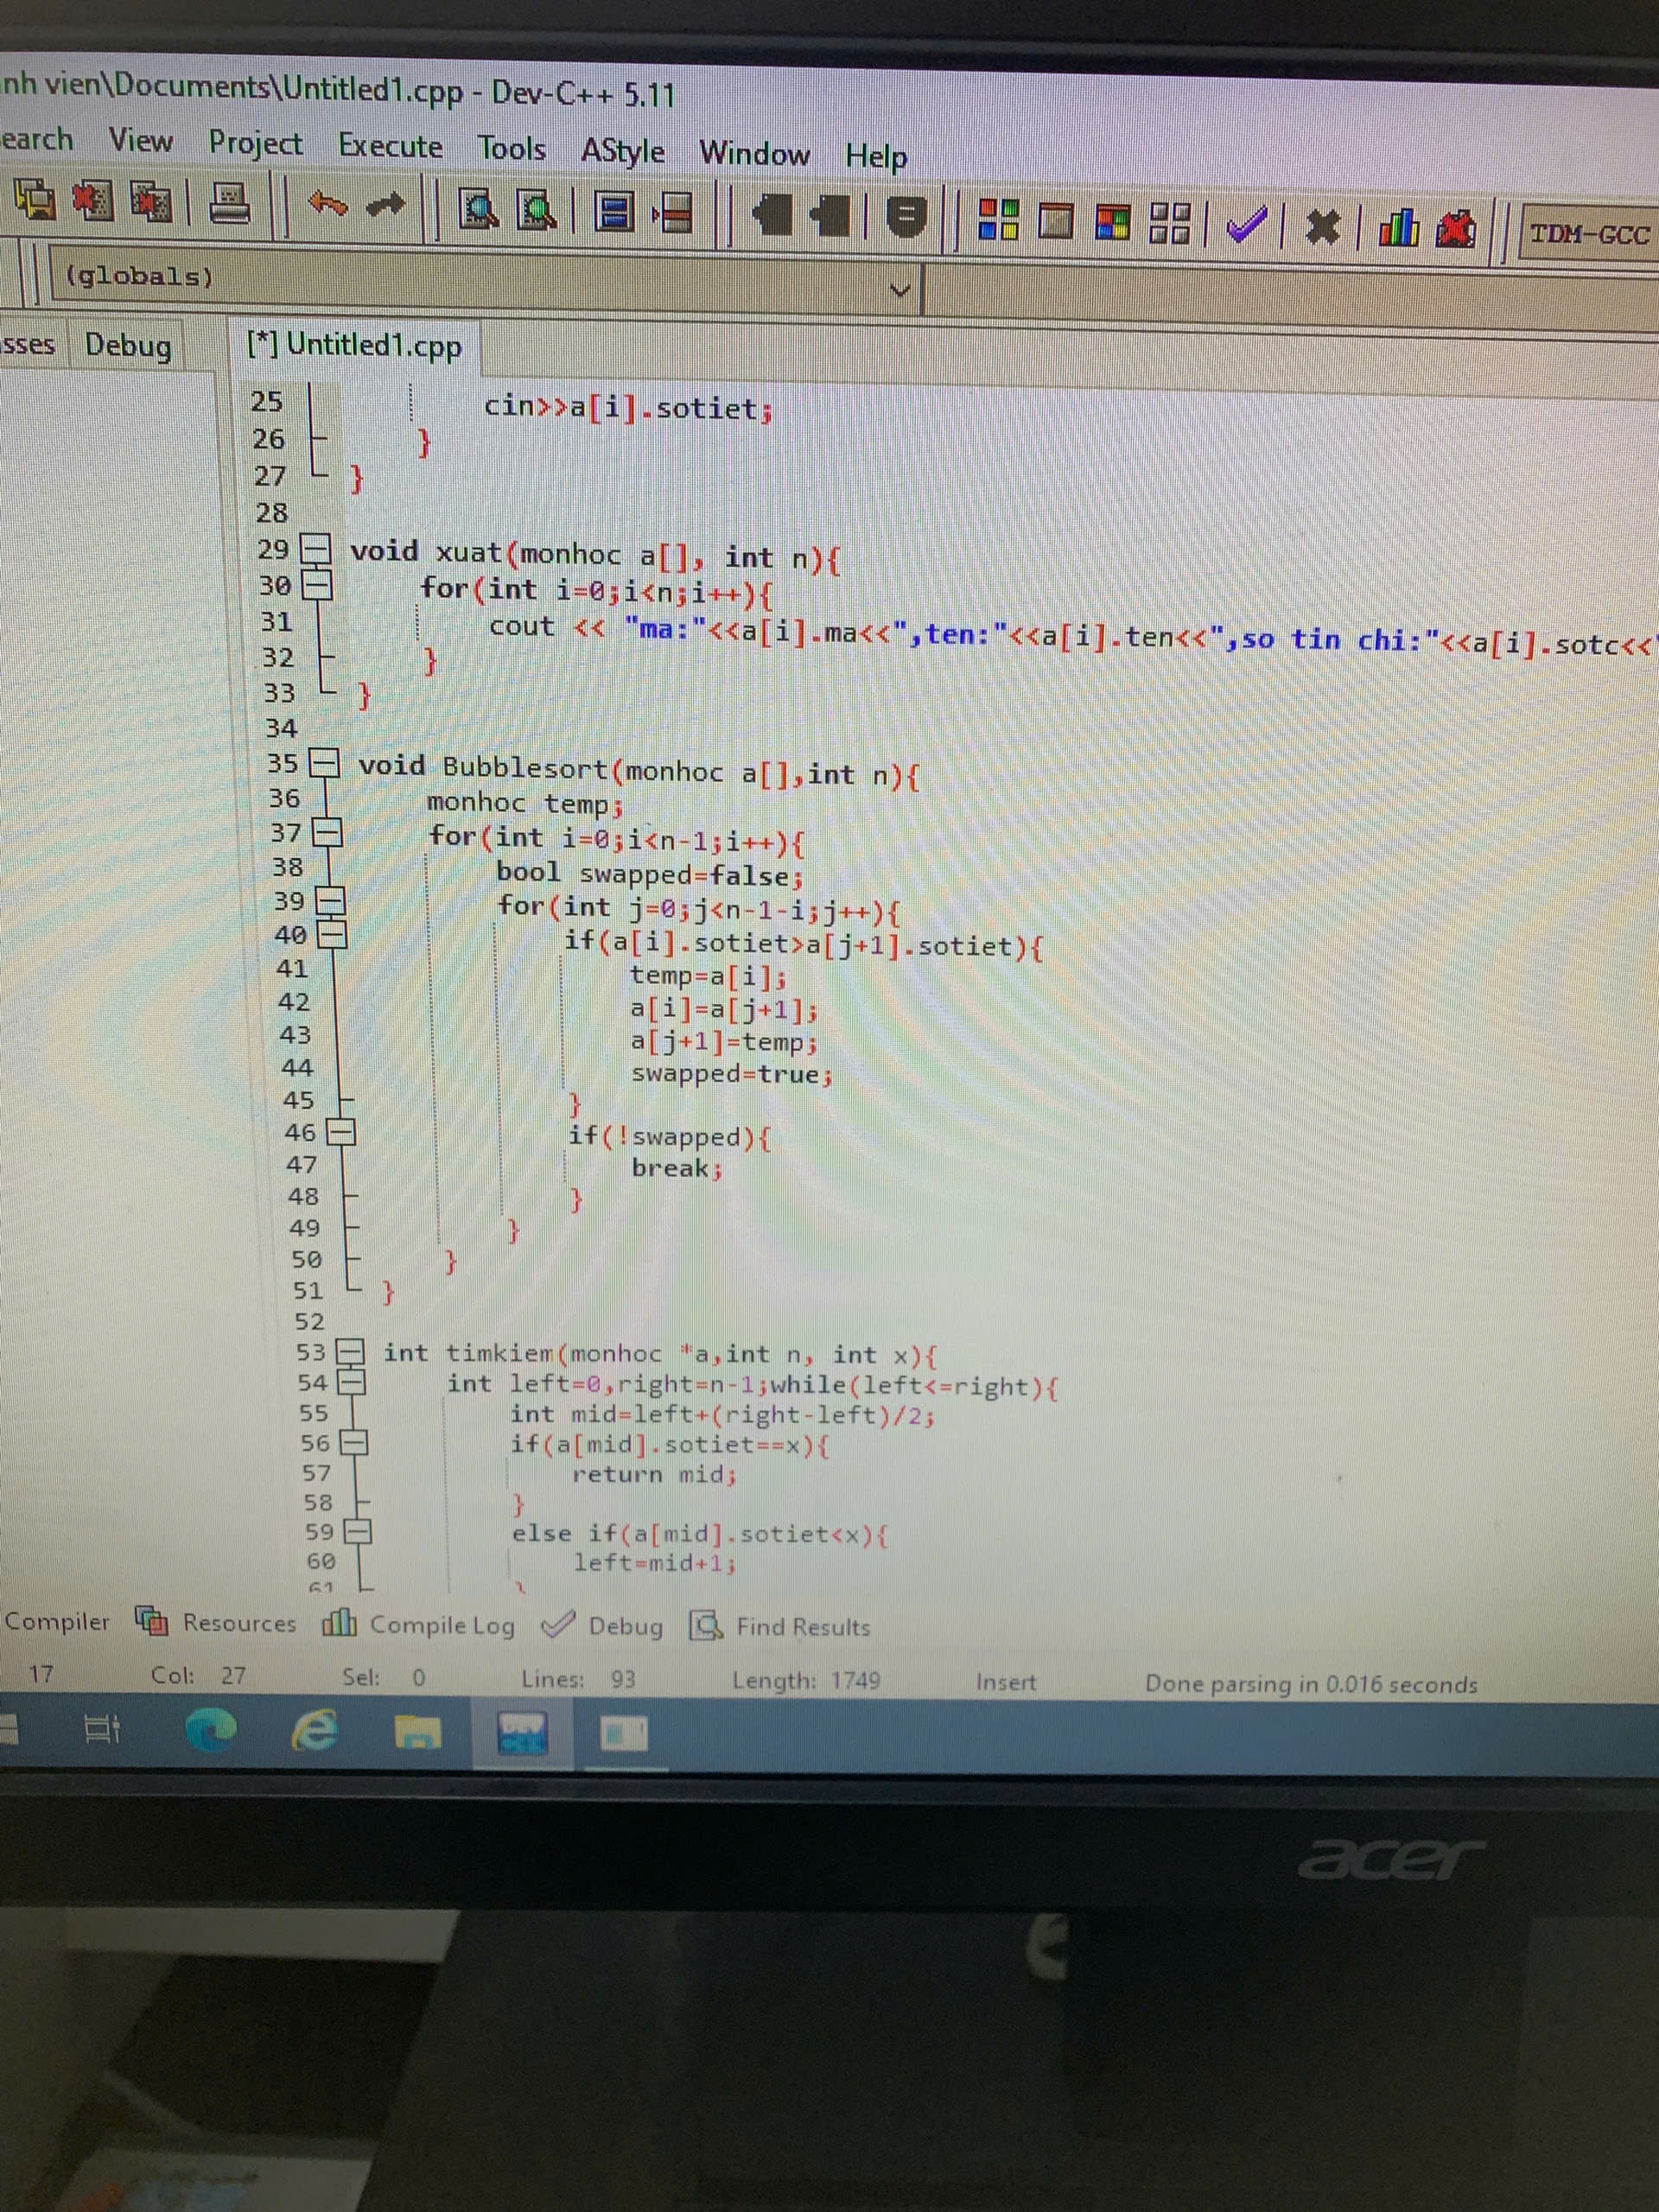 nh vien\Documents\Untitled1.cpp - Dev-C++ 5.11
earch View Project Execute Tools AStyle Window Help
TDM-GCC
(globals)
sses Debug [*] Untitled1.cpp
25 cin>>a[i].sotiet;
26 }
27 }
28
29 void xuat(monhoc a[], int n){
30 for(int i=0;i<n;i++){
31 cout << "ma:"<<a[i].ma<<",ten:"<<a[i].ten<<",so tin chi:"<<a[i].sotc<<"
32 }
33 }
34
35 void Bubblesort(monhoc a[],int n){
36 monhoc temp;
37 for(int i=0;i<n-1;i++){
38 bool swapped=false;
39 for(int j=0;j<n-1-i;j++){
40 if(a[i].sotiet>a[j+1].sotiet){
41 temp=a[i];
42 a[i]=a[j+1];
43 a[j+1]=temp;
44 swapped=true;
45 }
46 if(!swapped){
47 break;
48 }
49 }
50 }
51 }
52
53 int timkiem(monhoc *a,int n, int x){
54 int left=0,right=n-1;while(left<=right){
55 int mid=left+(right-left)/2;
56 if(a[mid].sotiet==x){
57 return mid;
58 }
59 else if(a[mid].sotiet<x){
60 left=mid+1;
61 }
Compiler Resources Compile Log Debug Find Results
17 Col: 27 Sel: 0 Lines: 93 Length: 1749 Insert Done parsing in 0.016 seconds
DEV
acer